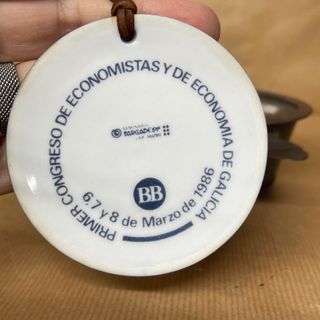 PRIMER CONGRESO DE ECONOMISTAS Y DE ECONOMIA DE GALICIA
SARGADELOS
BB
6,7 y 8 de Marzo de 1986